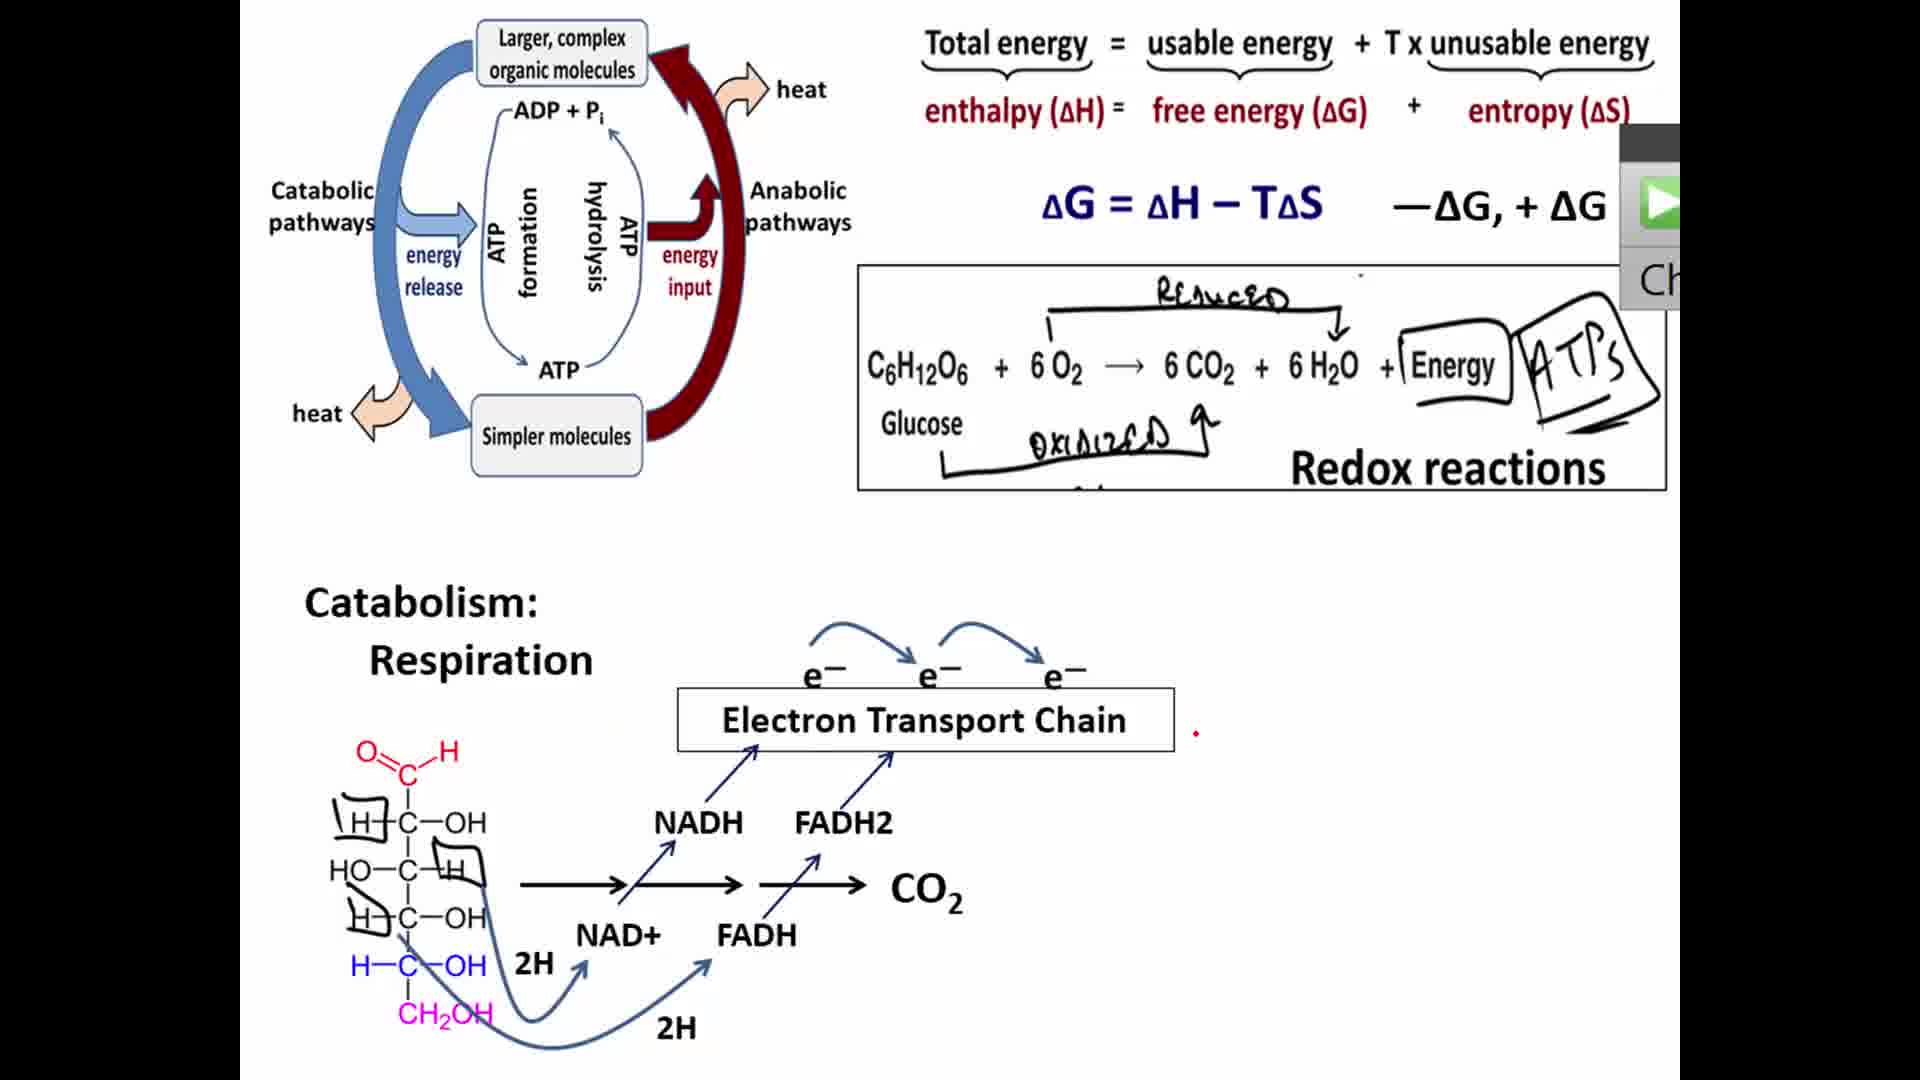 Larger, complex
organic molecules
ADP + Pi
heat
Catabolic
pathways
energy
release
ATP
formation
hydrolysis
ATP
energy
input
Anabolic
pathways
ATP
heat
Simpler molecules
Total energy = usable energy + T x unusable energy
enthalpy (ΔH) = free energy (ΔG) + entropy (ΔS)
ΔG = ΔH – TΔS —ΔG, + ΔG
Ch
REDUCED
C6H12O6 + 6 O2 → 6 CO2 + 6 H2O + Energy ATPs
Glucose
OXIDIZED
Redox reactions
Catabolism:
Respiration
e— e— e—
Electron Transport Chain
O H
C
H C OH
HO C H
H C OH
H C OH
CH2OH
NADH FADH2
CO2
NAD+ FADH
2H
2H